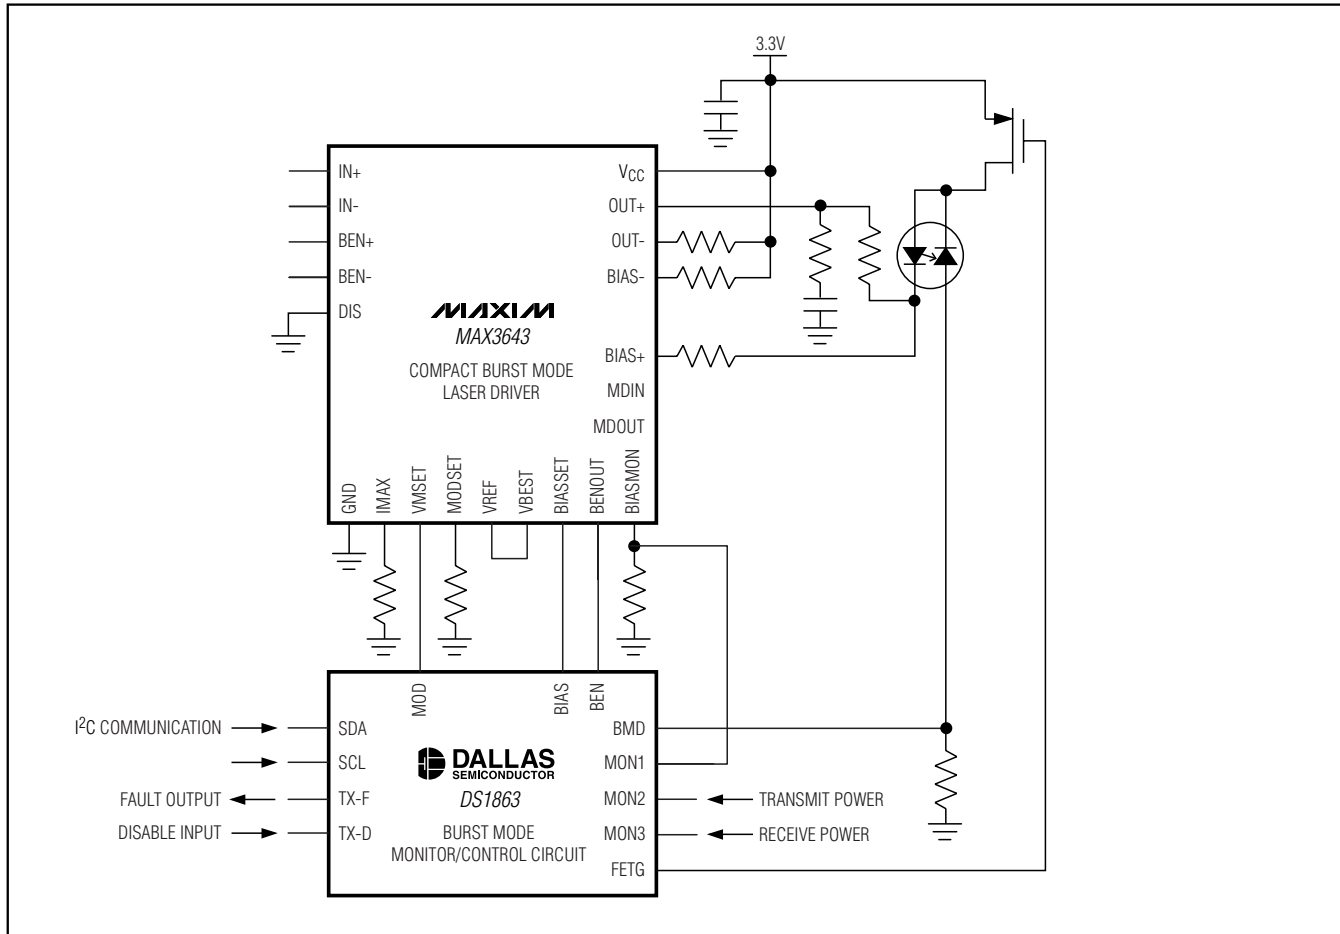 3.3V
IN+
IN-
BEN+
BEN-
DIS
VCC
OUT+
OUT-
BIAS-
BIAS+
MDIN
MDOUT
MAXIM
MAX3643
COMPACT BURST MODE
LASER DRIVER
GND
IMAX
VMSET
MODSET
VREF
VBEST
BIASSET
BENOUT
BIASMON
MOD
BIAS
BEN
I²C COMMUNICATION
FAULT OUTPUT
DISABLE INPUT
SDA
SCL
TX-F
TX-D
DALLAS
SEMICONDUCTOR
DS1863
BURST MODE
MONITOR/CONTROL CIRCUIT
BMD
MON1
MON2
MON3
FETG
TRANSMIT POWER
RECEIVE POWER